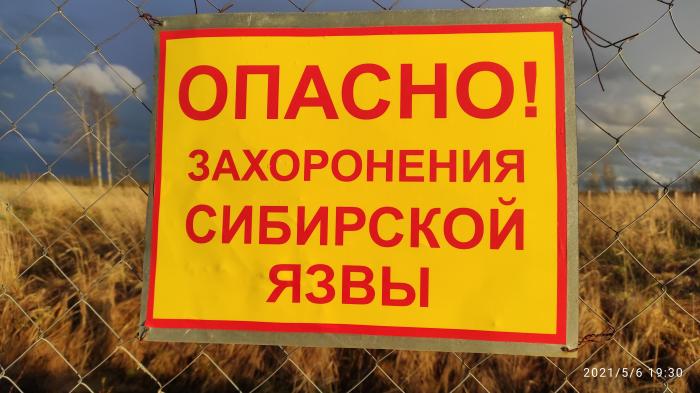 ОПАСНО!
ЗАХОРОНЕНИЯ
СИБИРСКОЙ
ЯЗВЫ
2021/5/6 19:30